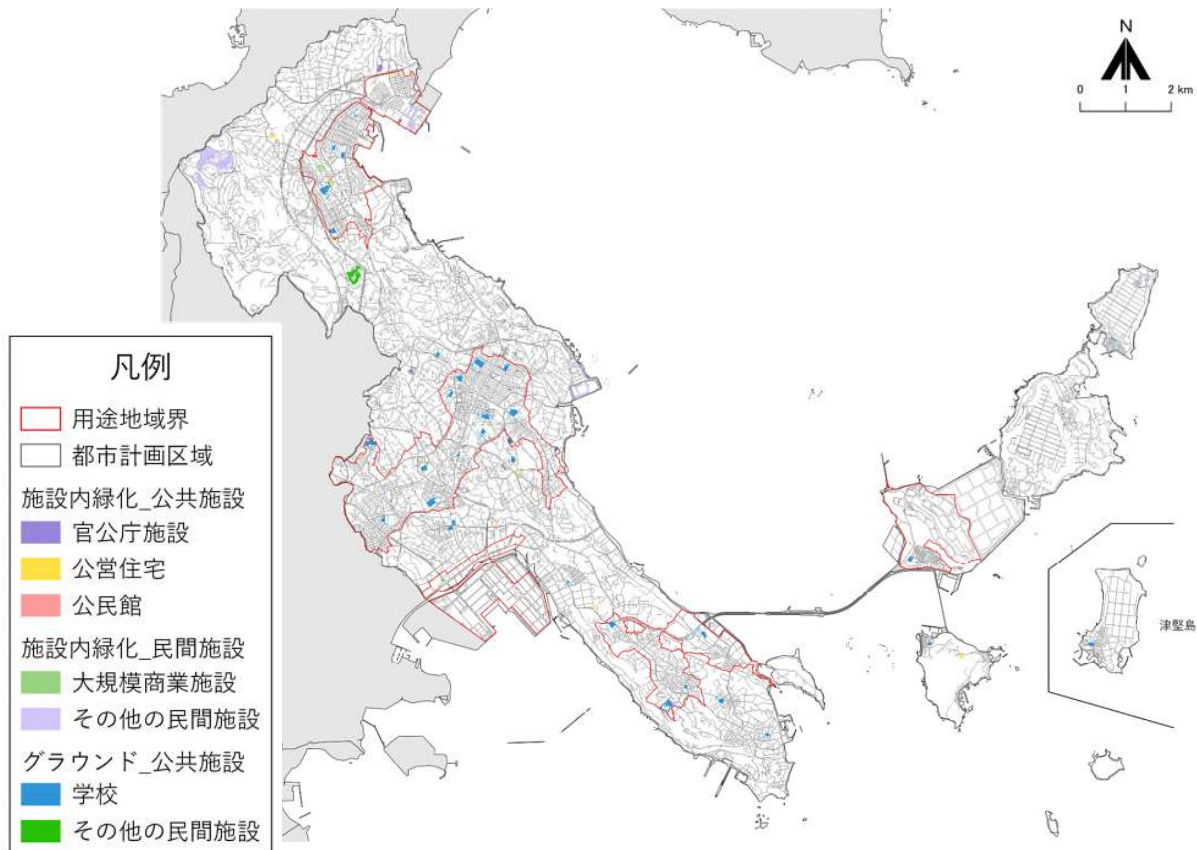 N
0 1 2 km
凡例
用途地域界
都市計画区域
施設内緑化_公共施設
官公庁施設
公営住宅
公民館
施設内緑化_民間施設
大規模商業施設
その他の民間施設
グラウンド_公共施設
学校
その他の民間施設
津堅島